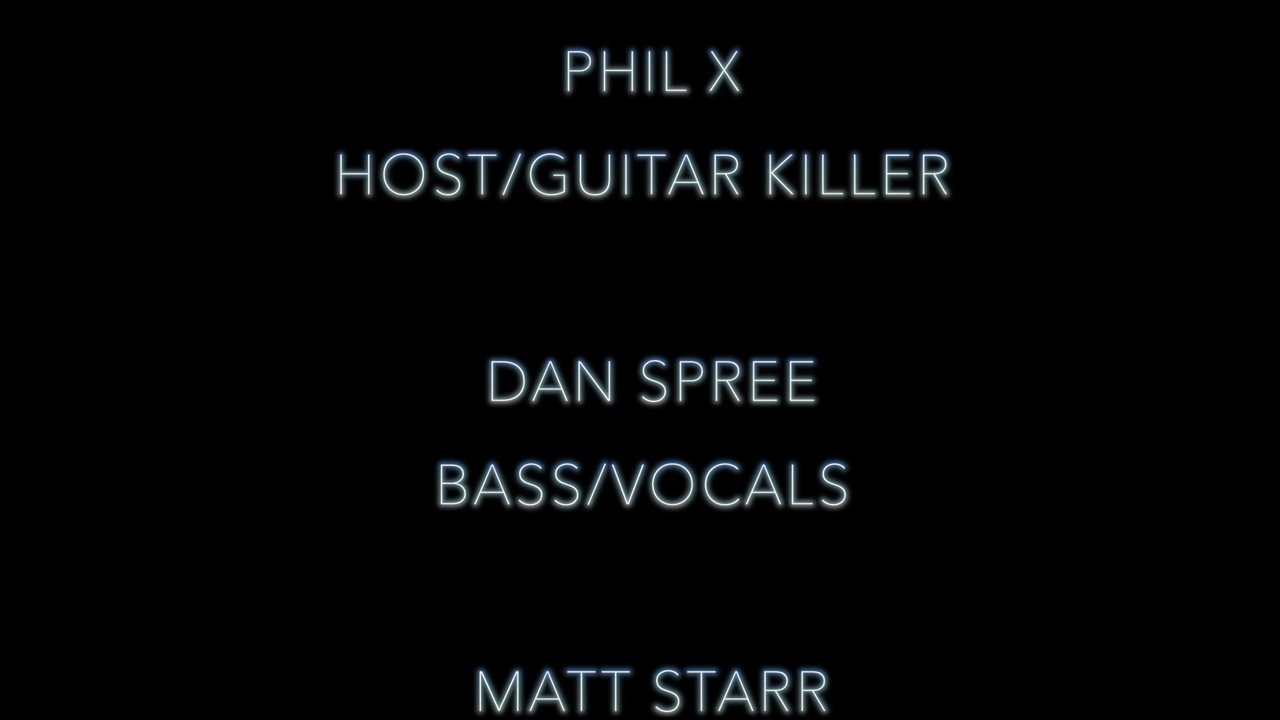 PHIL X
HOST/GUITAR KILLER
DAN SPREE
BASS/VOCALS
MATT STARR